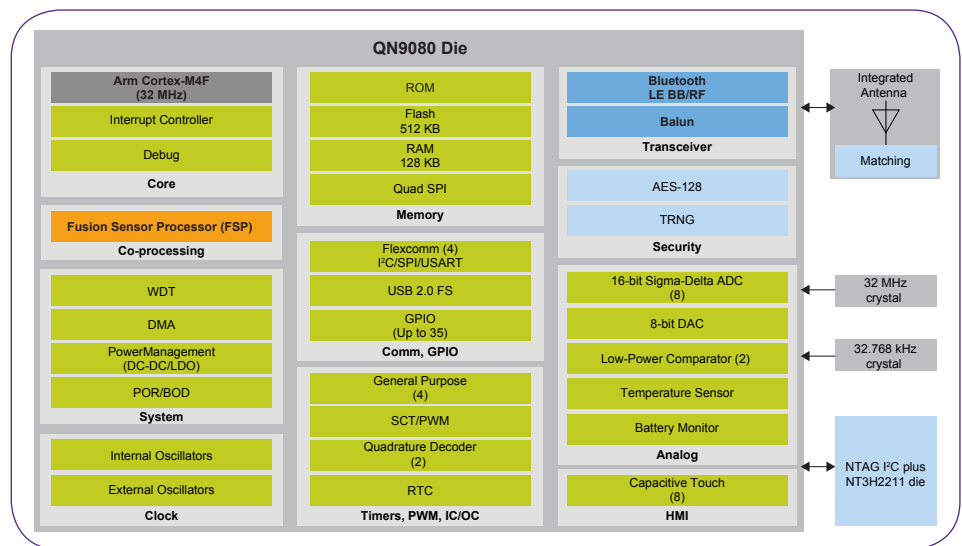 QN9080 Die
Arm Cortex-M4F
(32 MHz)
Interrupt Controller
Debug
Core
Fusion Sensor Processor (FSP)
Co-processing
WDT
DMA
PowerManagement
(DC-DC/LDO)
POR/BOD
System
Internal Oscillators
External Oscillators
Clock
ROM
Flash
512 KB
RAM
128 KB
Quad SPI
Memory
Flexcomm (4)
I²C/SPI/USART
USB 2.0 FS
GPIO
(Up to 35)
Comm, GPIO
General Purpose
(4)
SCT/PWM
Quadrature Decoder
(2)
RTC
Timers, PWM, IC/OC
Bluetooth
LE BB/RF
Balun
Transceiver
AES-128
TRNG
Security
16-bit Sigma-Delta ADC
(8)
8-bit DAC
Low-Power Comparator (2)
Temperature Sensor
Battery Monitor
Analog
Capacitive Touch
(8)
HMI
Integrated
Antenna
Matching
32 MHz
crystal
32.768 kHz
crystal
NTAG I²C plus
NT3H2211 die